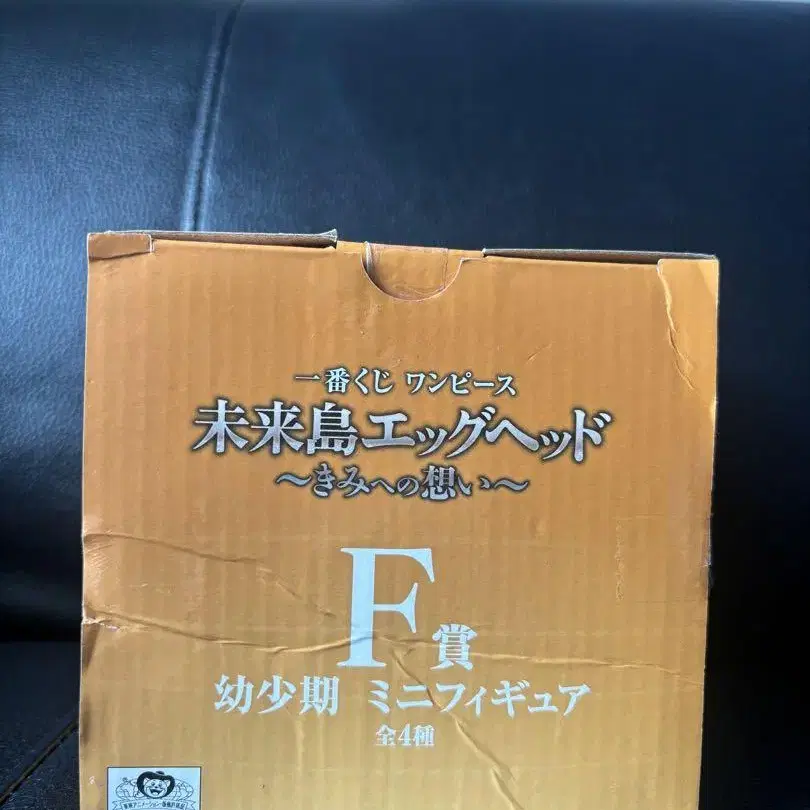 一番くじ ワンピース
未来島エッグヘッド
～きみへの想い～
F賞
幼少期 ミニフィギュア
全4種